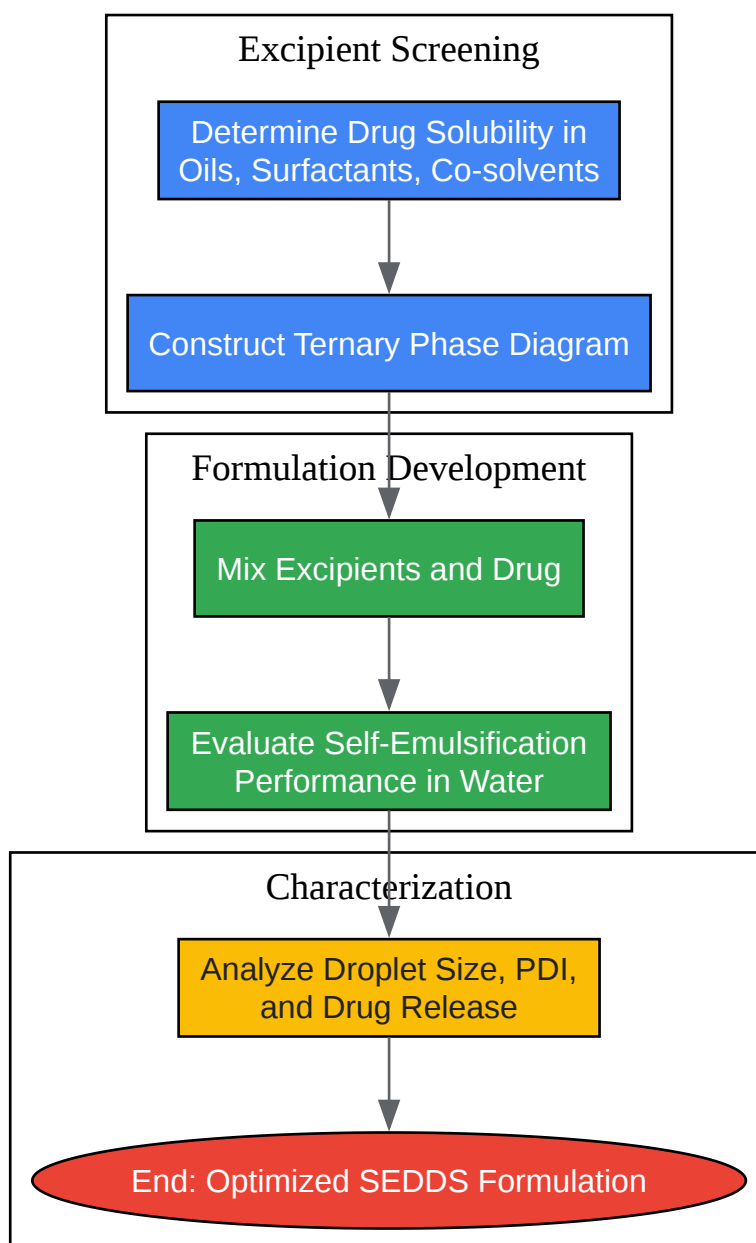 Excipient Screening
Determine Drug Solubility in
Oils, Surfactants, Co-solvents
Construct Ternary Phase Diagram
Formulation Development
Mix Excipients and Drug
Evaluate Self-Emulsification
Performance in Water
Characterization
Analyze Droplet Size, PDI,
and Drug Release
End: Optimized SEDDS Formulation